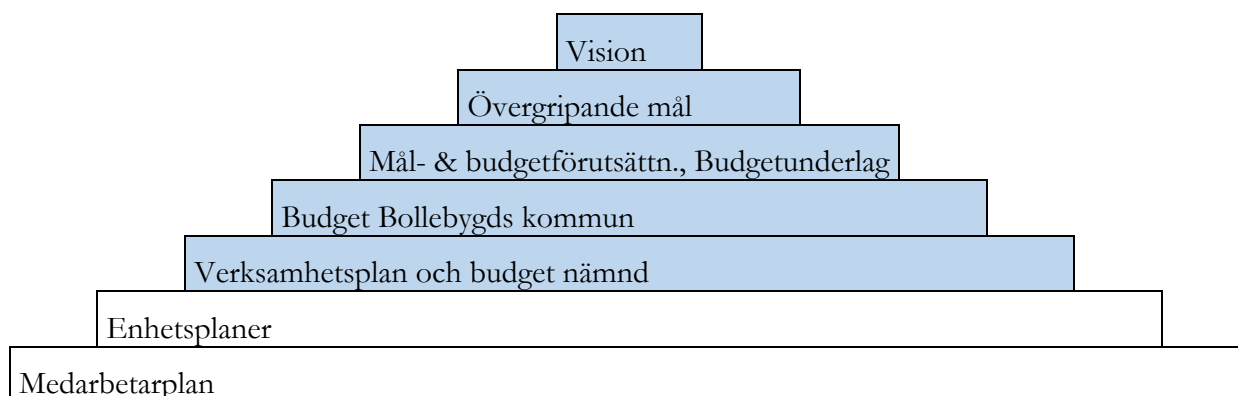 Vision
Övergripande mål
Mål- & budgetförutsättn., Budgetunderlag
Budget Bollebygds kommun
Verksamhetsplan och budget nämnd
Enhetsplaner
Medarbetarplan